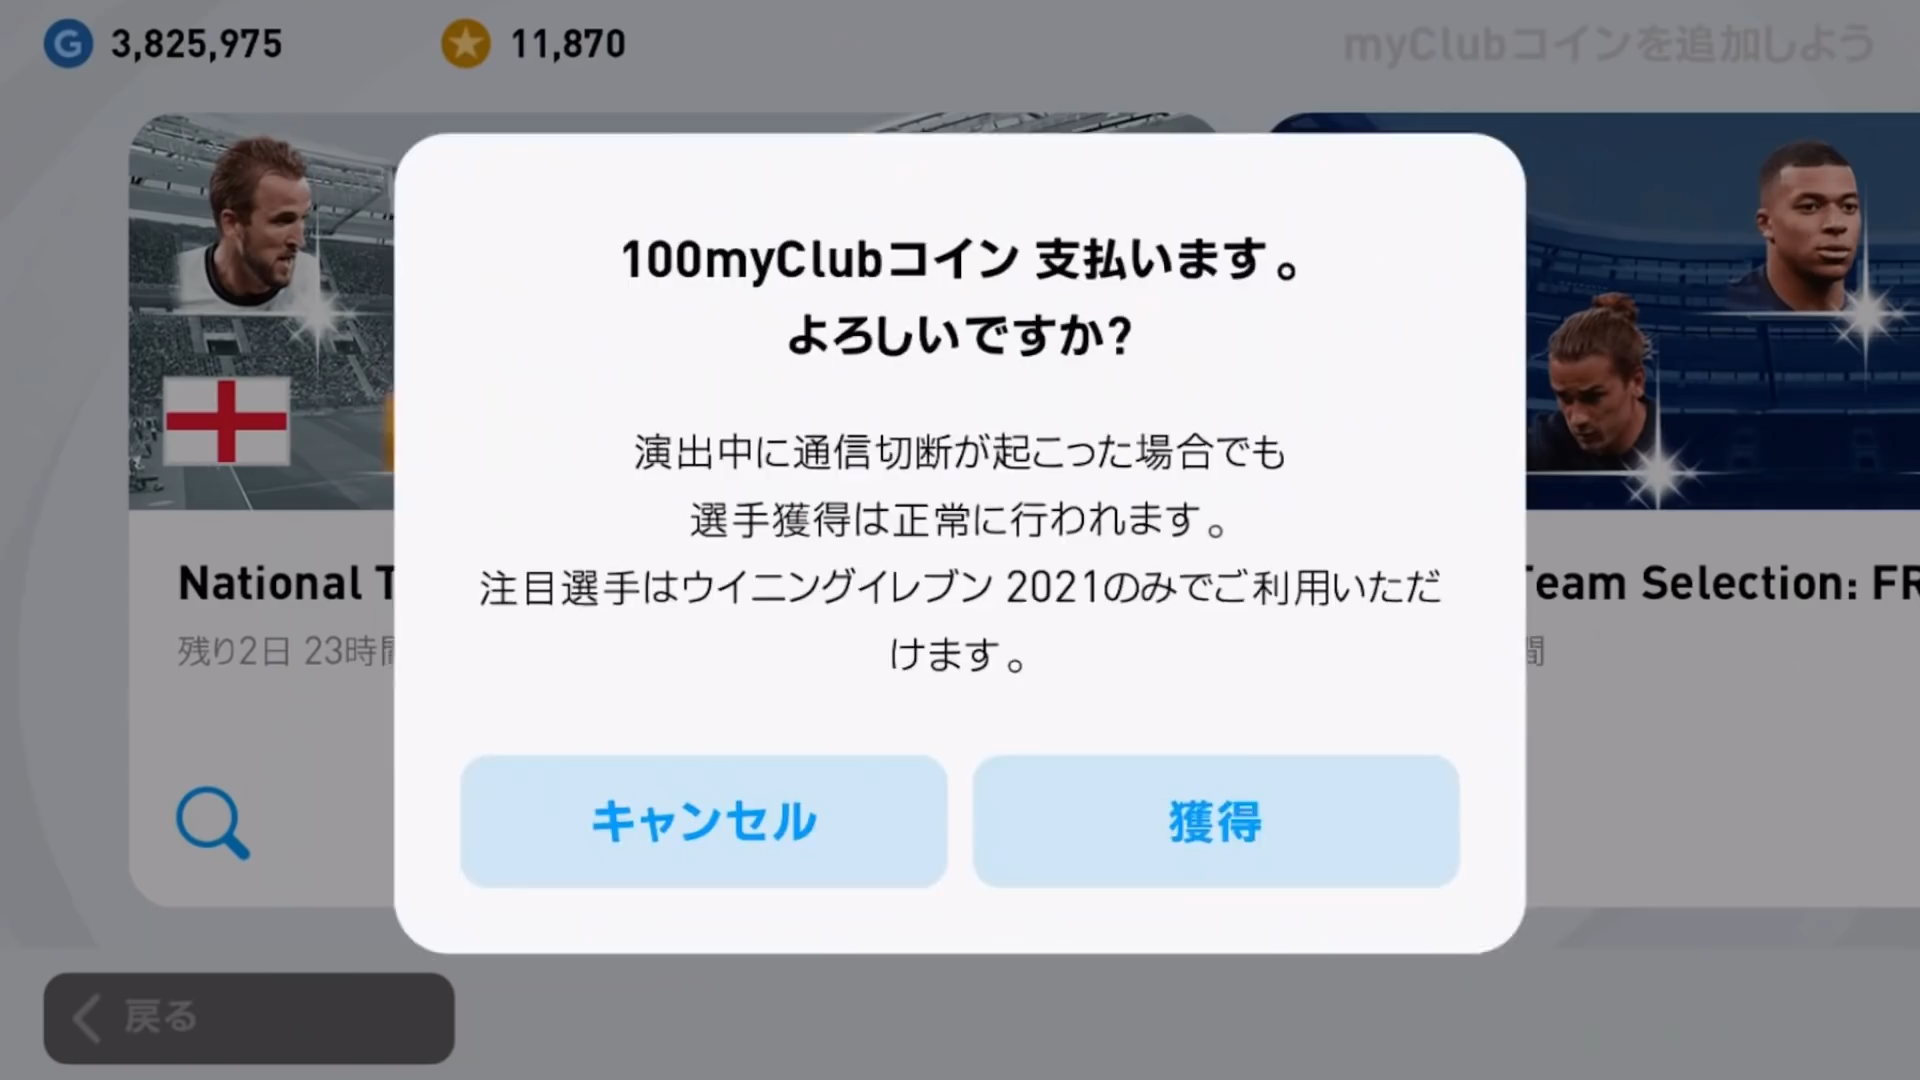 3,825,975
11,870
myClubコインを追加しよう
100myClubコイン 支払います。
よろしいですか?
演出中に通信切断が起こった場合でも
選手獲得は正常に行われます。
注目選手はウイニングイレブン 2021のみでご利用いただ
けます。
キャンセル
獲得
National T
残り2日 23時間
Team Selection: FR
間
戻る